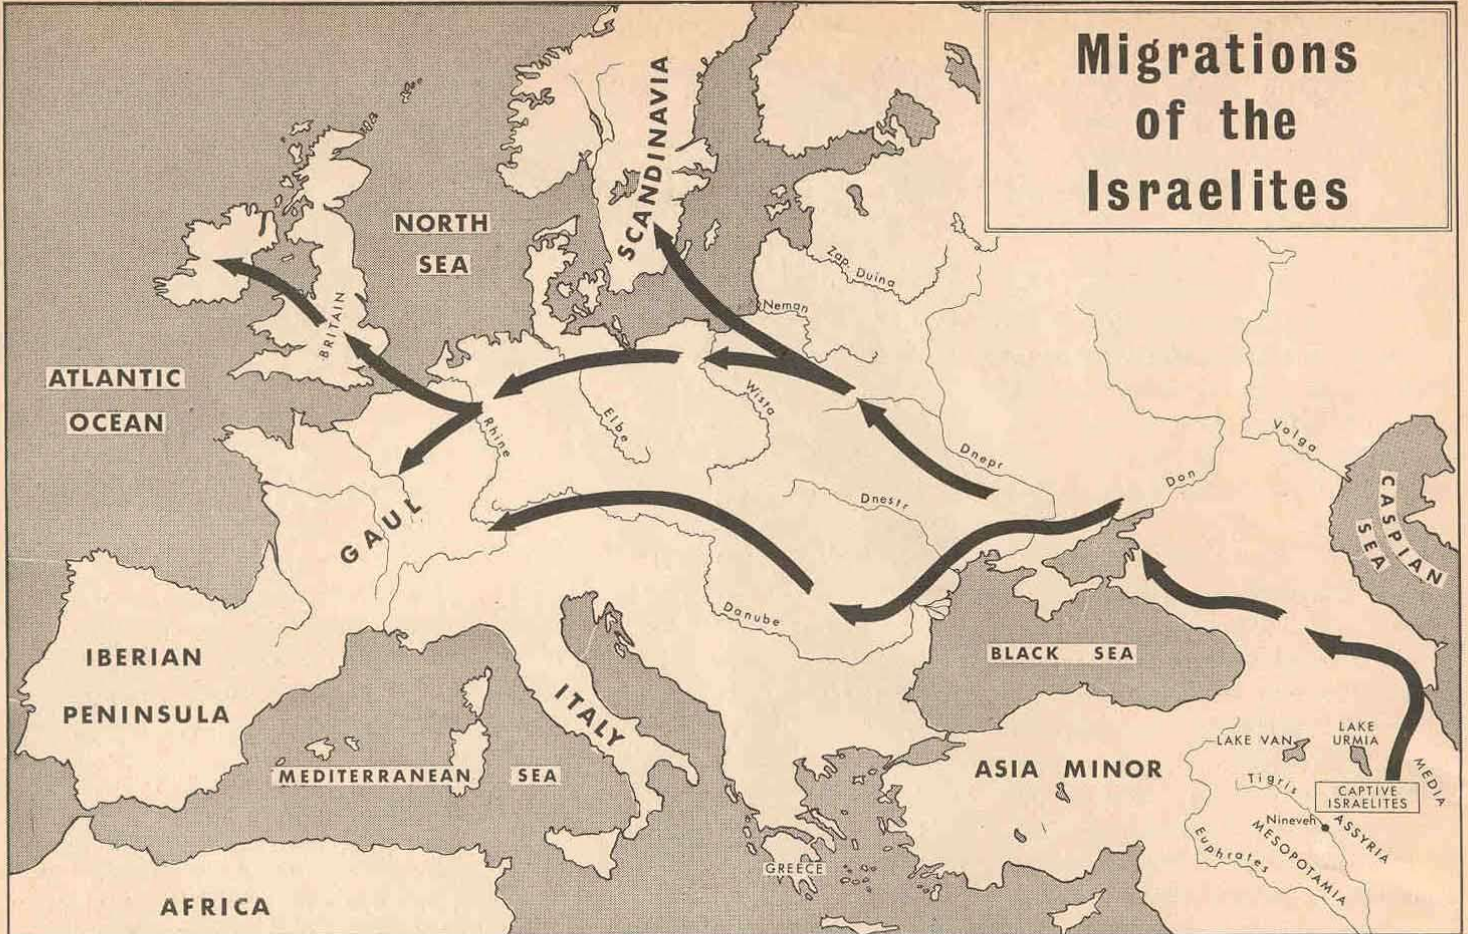 Migrations
of the
Israelites
SCANDINAVIA
NORTH
SEA
Zap. Duina
Neman
BRITAIN
ATLANTIC
OCEAN
Wista
Elbe
Rhine
Volga
Dnepr
Don
Dnestr
CASPIAN
SEA
GAUL
Danube
IBERIAN
PENINSULA
BLACK SEA
ITALY
LAKE VAN
LAKE
URMIA
MEDITERRANEAN SEA
ASIA MINOR
MEDIA
Tigris
CAPTIVE
ISRAELITES
Nineveh
ASSYRIA
MESOPOTAMIA
Euphrates
GREECE
AFRICA